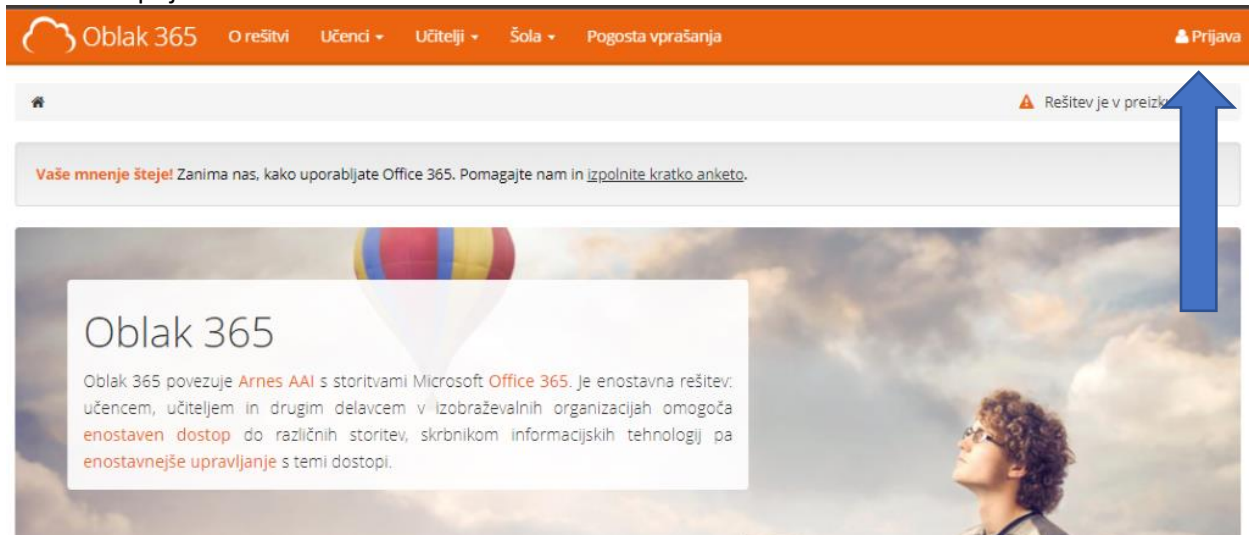 Oblak 365 O rešitvi Učenci Učitelji Šola Pogosta vprašanja Prijava
Rešitev je v
Vaše mnenje šteje! Zanima nas, kako uporabljate Office 365. Pomagajte nam in izpolnite kratko anketo.
Oblak 365
Oblak 365 povezuje Arnes AAI s storitvami Microsoft Office 365. Je enostavna rešitev:
učencem, učiteljem in drugim delavcem v izobraževalnih organizacijah omogoča
enostaven dostop do različnih storitev, skrbnikom informacijskih tehnologij pa
enostavnejše upravljanje s temi dostopi.